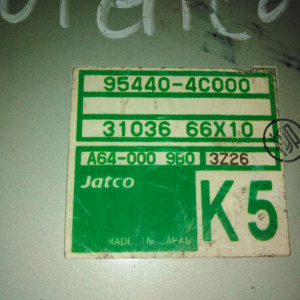 95440-4C000
31036 66X10
A64-000 9B0 3Z26
Jatco
K5
MADE IN JAPAN